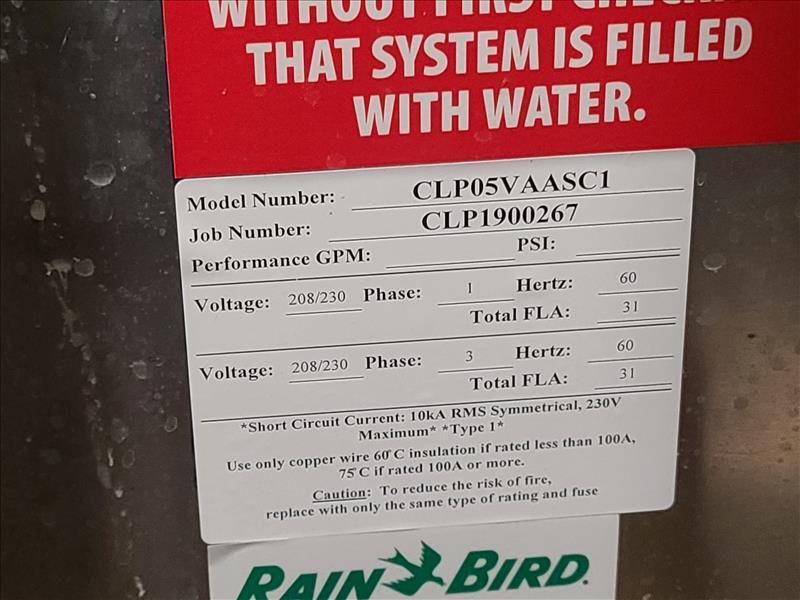 WITHOUT FIRST
THAT SYSTEM IS FILLED
WITH WATER.
Model Number: CLP05VAASC1
Job Number: CLP1900267
Performance GPM: PSI:
Voltage: 208/230 Phase: 1 Hertz: 60
Total FLA: 31
Voltage: 208/230 Phase: 3 Hertz: 60
Total FLA: 31
*Short Circuit Current: 10kA RMS Symmetrical, 230V
Maximum* *Type 1*
Use only copper wire 60°C insulation if rated less than 100A,
75°C if rated 100A or more.
Caution: To reduce the risk of fire,
replace with only the same type of rating and fuse
RAIN BIRD.